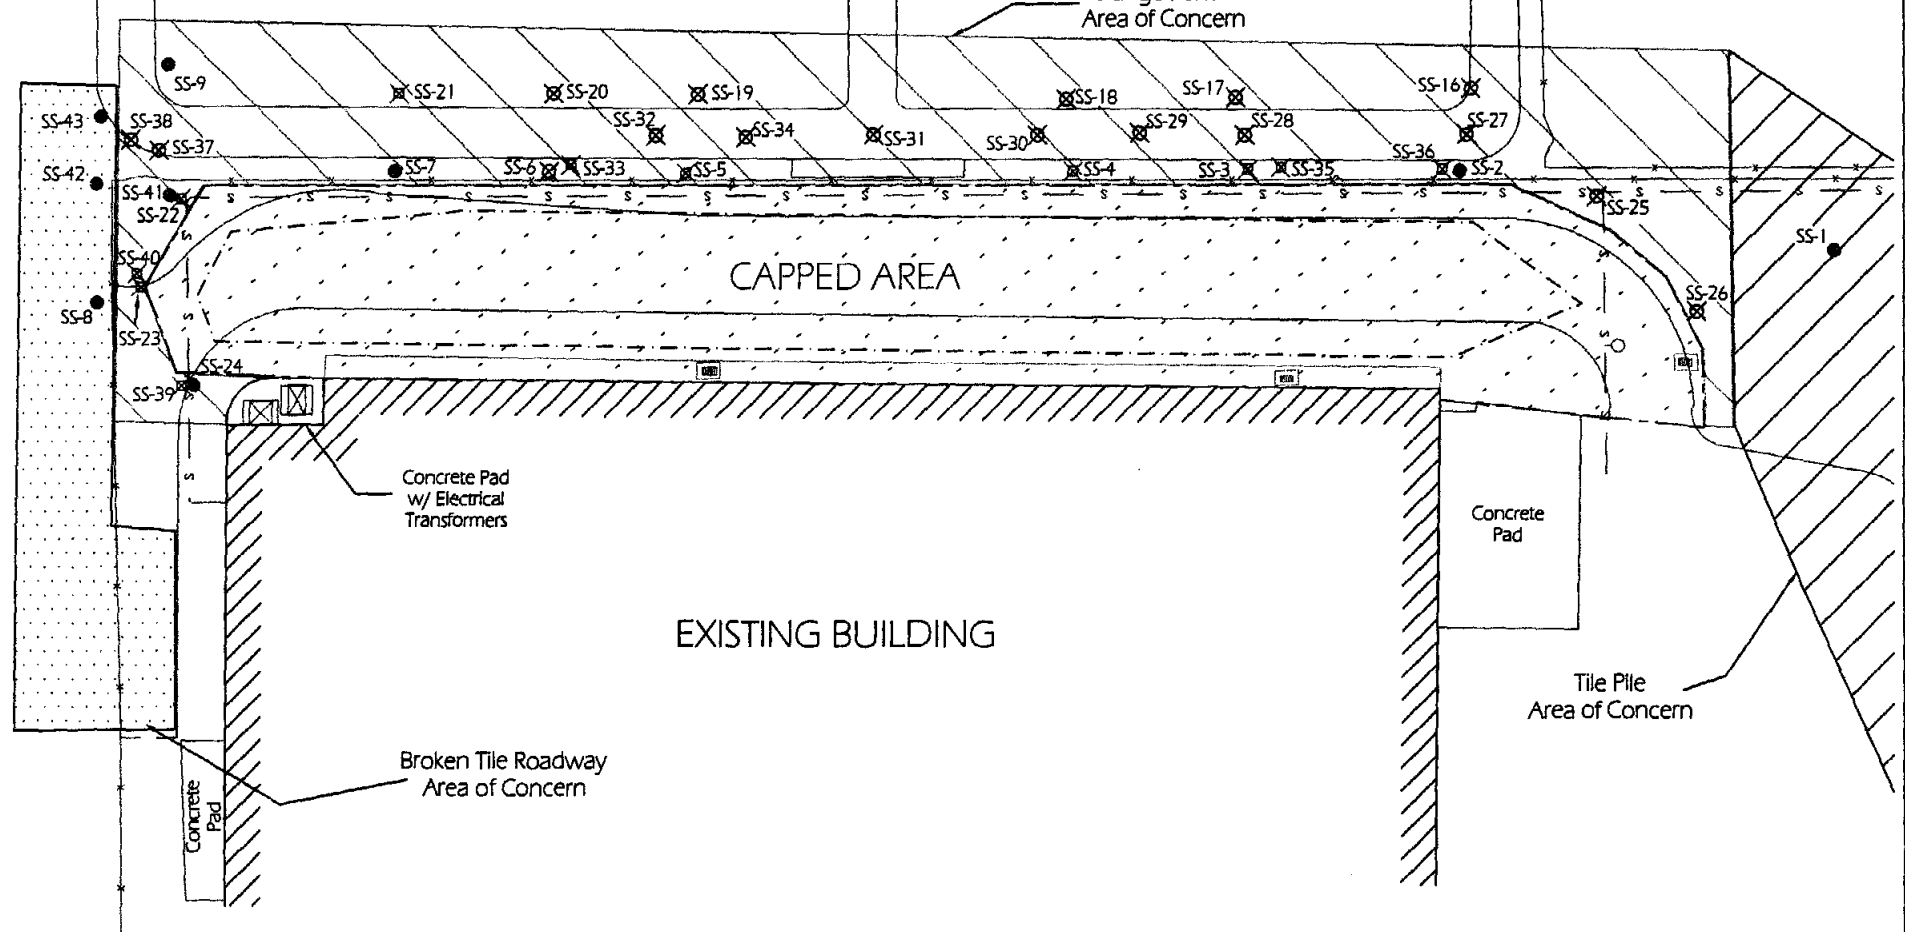 Area of Concern
SS-9
SS-21
SS-20
SS-19
SS-18
SS-17
SS-16
SS-43
SS-38
SS-37
SS-32
SS-34
SS-31
SS-30
SS-29
SS-28
SS-27
SS-36
SS-42
SS-41
SS-22
SS-7
SS-6
SS-33
SS-5
SS-4
SS-3
SS-35
SS-2
SS-25
SS-1
S S S S S S S S S S S S S S S S S S S S S S
SS-40
CAPPED AREA
SS-26
SS-8
SS-23
SS-24
SS-39
Concrete Pad
w/ Electrical
Transformers
Concrete
Pad
EXISTING BUILDING
Tile Pile
Area of Concern
Broken Tile Roadway
Area of Concern
Concrete
Pad